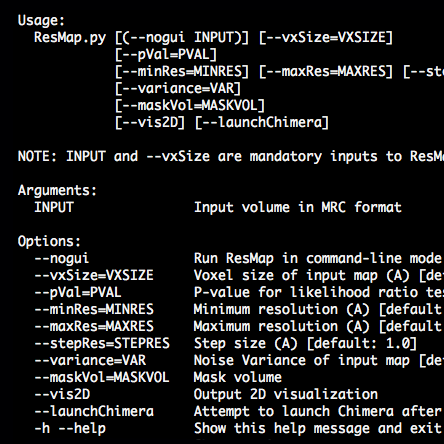 Usage:
ResMap.py [(--nogui INPUT)] [--vxSize=VXSIZE]
[--pVal=PVAL]
[--minRes=MINRES] [--maxRes=MAXRES] [--ste
[--variance=VAR]
[--maskVol=MASKVOL]
[--vis2D] [--launchChimera]
NOTE: INPUT and --vxSize are mandatory inputs to ResM
Arguments:
INPUT Input volume in MRC format
Options:
--nogui Run ResMap in command-line mode
--vxSize=VXSIZE Voxel size of input map (A) [de
--pVal=PVAL P-value for likelihood ratio te
--minRes=MINRES Minimum resolution (A) [default
--maxRes=MAXRES Maximum resolution (A) [default
--stepRes=STEPRES Step size (A) [default: 1.0]
--variance=VAR Noise Variance of input map [de
--maskVol=MASKVOL Mask volume
--vis2D Output 2D visualization
--launchChimera Attempt to launch Chimera after
-h --help Show this help message and exit